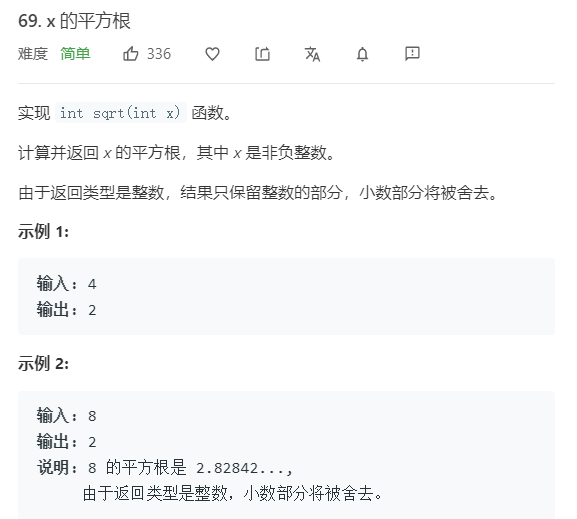 69. x 的平方根
难度 简单 336
实现 int sqrt(int x) 函数。
计算并返回 x 的平方根，其中 x 是非负整数。
由于返回类型是整数，结果只保留整数的部分，小数部分将被舍去。
示例 1:
输入：4
输出：2
示例 2:
输入：8
输出：2
说明：8 的平方根是 2.82842...,
由于返回类型是整数，小数部分将被舍去。